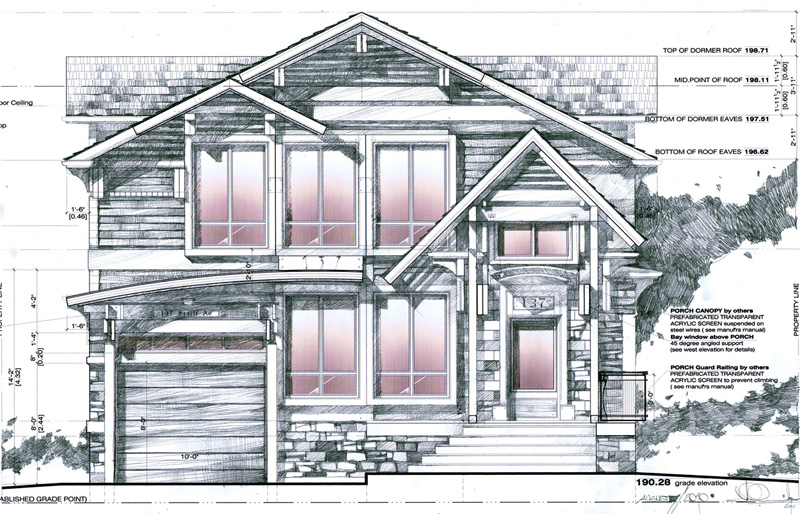 2'-11"
TOP OF DORMER ROOF 198.71
1'-11½"
[0.60]
MID.POINT OF ROOF 198.11
3'-11"
1'-11½"
[0.60]
oor Ceiling
BOTTOM OF DORMER EAVES 197.51
op
2'-11"
BOTTOM OF ROOF EAVES 196.62
1'-6"
[0.46]
PROPERTY LINE
PROPERTY LINE
4'-2"
137
1'-6"
1'-4"
8"
[0.20]
14'-2"
[4.32]
PORCH CANOPY by others
PREFABRICATED TRANSPARENT
ACRYLIC SCREEN suspended on
steel wires ( see manufrs manual)
Bay window above PORCH
45 degree angled support
(see west elevation for details)
PORCH Guard Railing by others
PREFABRICATED TRANSPARENT
ACRYLIC SCREEN to prevent climbing
( see manufrs manual)
3'-0"
8'-0"
[2.44]
8'-0"
10'-0"
190.28 grade elevation
ABLISHED GRADE POINT)